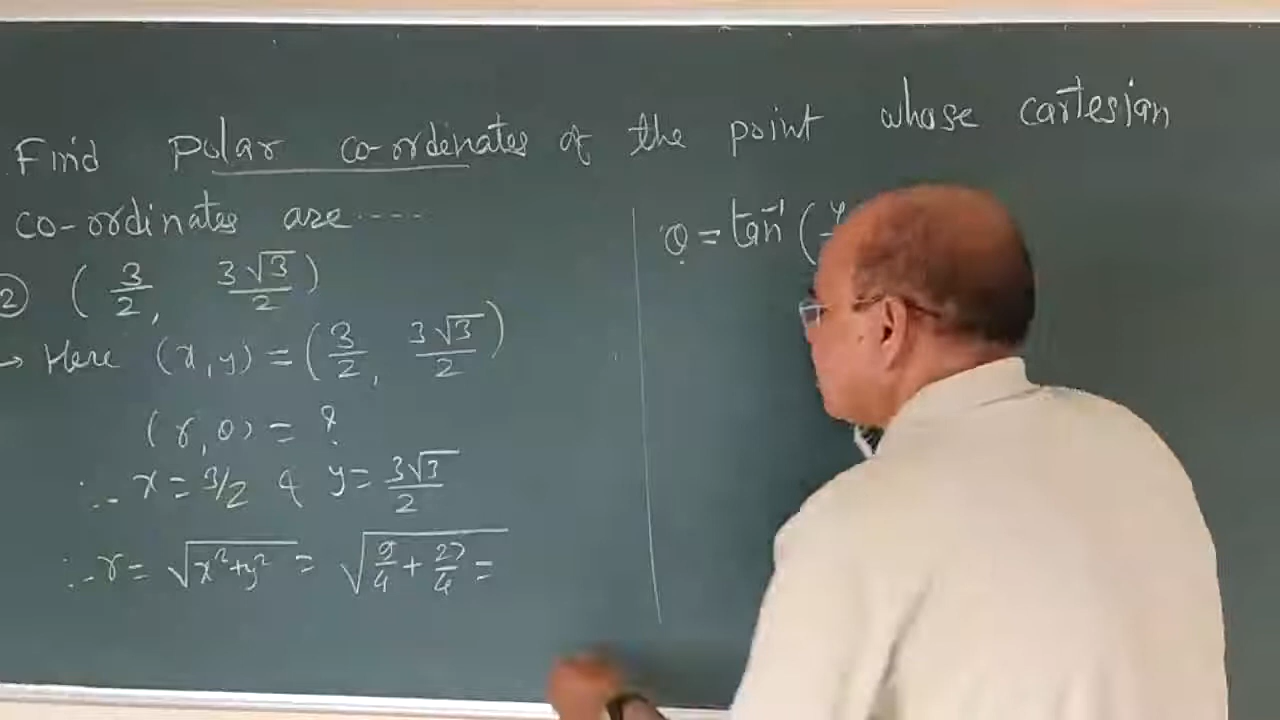 Find Polar co-ordinates of the point whose cartesian
co-ordinates are ----
② ( 3/2, 3√3/2 )
→ Here (x,y) = ( 3/2, 3√3/2 )
(r,θ) = ?
∴ x = 3/2 & y = 3√3/2
∴ r = √(x²+y²) = √(9/4 + 27/4 =
θ = tan⁻¹ ( y